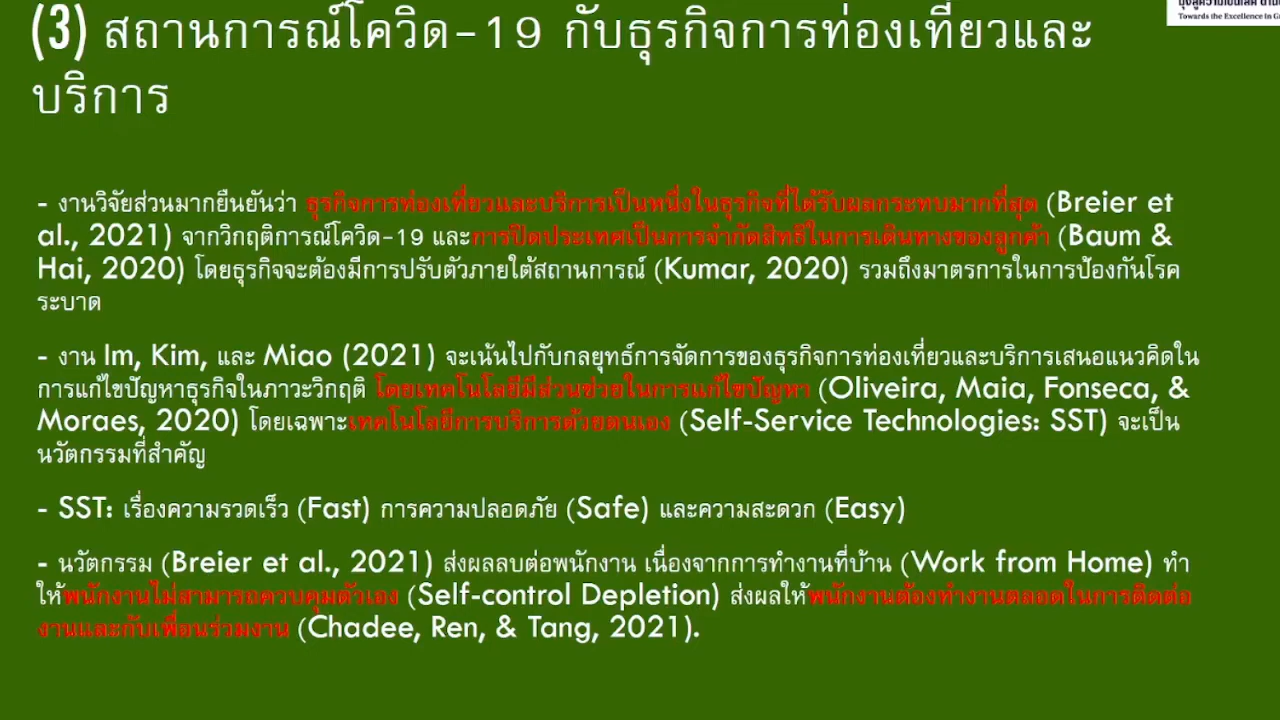 (3) สถานการณ์โควิด-19 กับธุรกิจการท่องเที่ยวและ
บริการ
Towards the Excellence in
- งานวิจัยส่วนมากยืนยันว่า ธุรกิจการท่องเที่ยวและบริการเป็นหนึ่งในธุรกิจที่ได้รับผลกระทบมากที่สุด (Breier et
al., 2021) จากวิกฤติการณ์โควิด-19 และการปิดประเทศเป็นการจำกัดสิทธิในการเดินทางของลูกค้า (Baum &
Hai, 2020) โดยธุรกิจจะต้องมีการปรับตัวภายใต้สถานการณ์ (Kumar, 2020) รวมถึงมาตรการในการป้องกันโรค
ระบาด
- งาน Im, Kim, และ Miao (2021) จะเน้นไปกับกลยุทธ์การจัดการของธุรกิจการท่องเที่ยวและบริการเสนอแนวคิดใน
การแก้ไขปัญหาธุรกิจในภาวะวิกฤติ โดยเทคโนโลยีมีส่วนช่วยในการแก้ไขปัญหา (Oliveira, Maia, Fonseca, &
Moraes, 2020) โดยเฉพาะเทคโนโลยีการบริการด้วยตนเอง (Self-Service Technologies: SST) จะเป็น
นวัตกรรมที่สำคัญ
- SST: เรื่องความรวดเร็ว (Fast) การความปลอดภัย (Safe) และความสะดวก (Easy)
- นวัตกรรม (Breier et al., 2021) ส่งผลลบต่อพนักงาน เนื่องจากการทำงานที่บ้าน (Work from Home) ทำ
ให้พนักงานไม่สามารถควบคุมตัวเอง (Self-control Depletion) ส่งผลให้พนักงานต้องทำงานตลอดในการติดต่อ
งานและกับเพื่อนร่วมงาน (Chadee, Ren, & Tang, 2021).